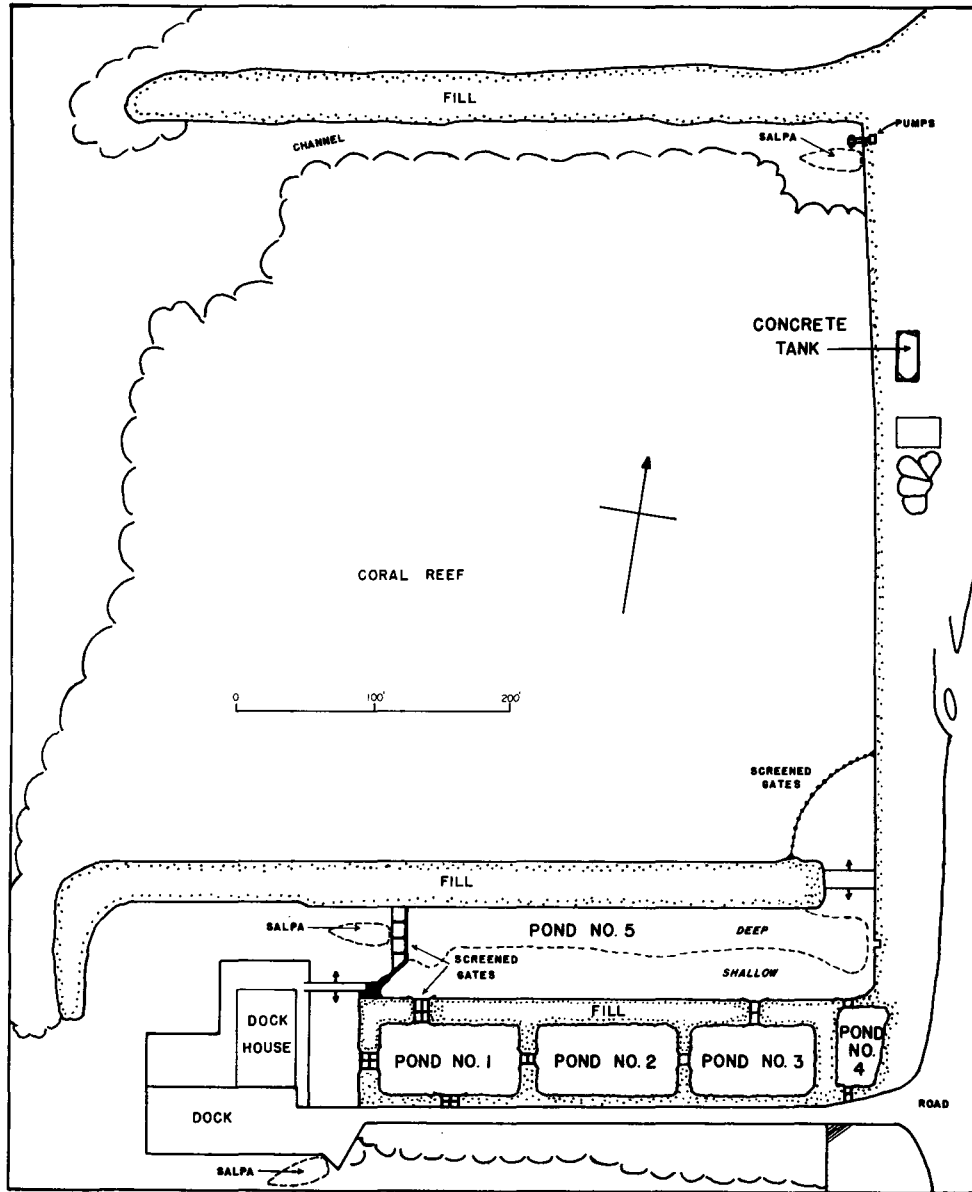 FILL
PUMPS
SALPA
CHANNEL
CONCRETE
TANK
CORAL REEF
0 100' 200'
SCREENED
GATES
FILL
SALPA
POND NO. 5
DEEP
SCREENED
GATES
SHALLOW
DOCK
HOUSE
FILL
POND NO. 1
POND NO. 2
POND NO. 3
POND
NO.
4
DOCK
ROAD
SALPA